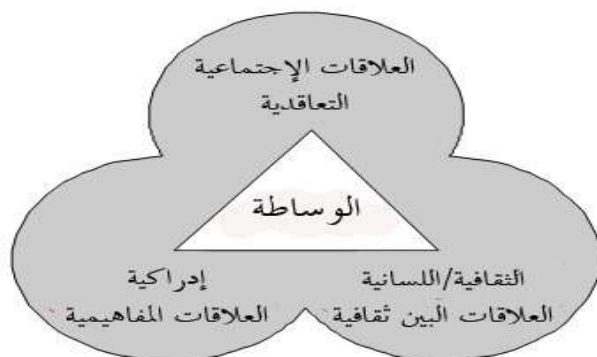 العلاقات الإجتماعية
التعاقدية
الوساطة
الثقافية/اللسانية
العلاقات البين ثقافية
إدراكية
العلاقات المفاهيمية